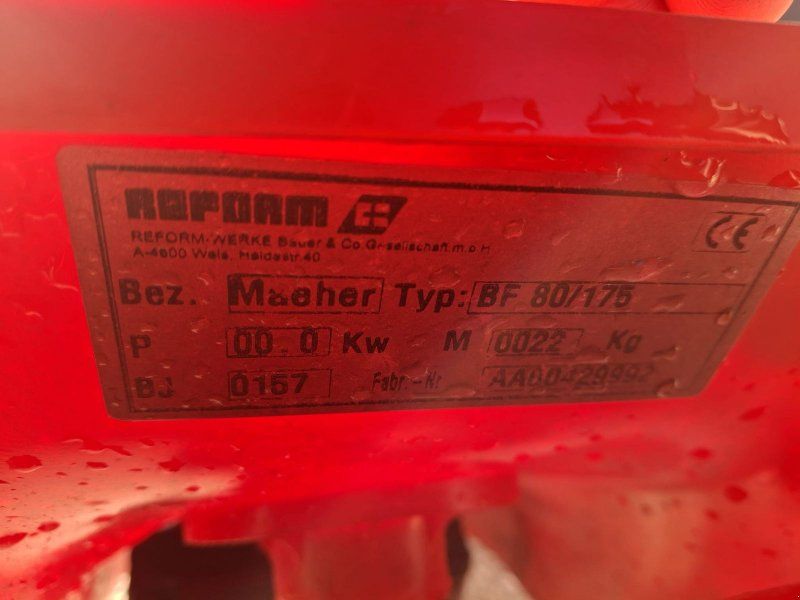 REFORM
REFORM-WERKE Bauer & Co Gesellschaft m.b.H
A-4600 Wels, Haidestr.40
CE
Bez. Maeher Typ: BF 80/175
P 00.0 Kw M 0022 Kg
BJ 0157 Fabr.-Nr AA00429992